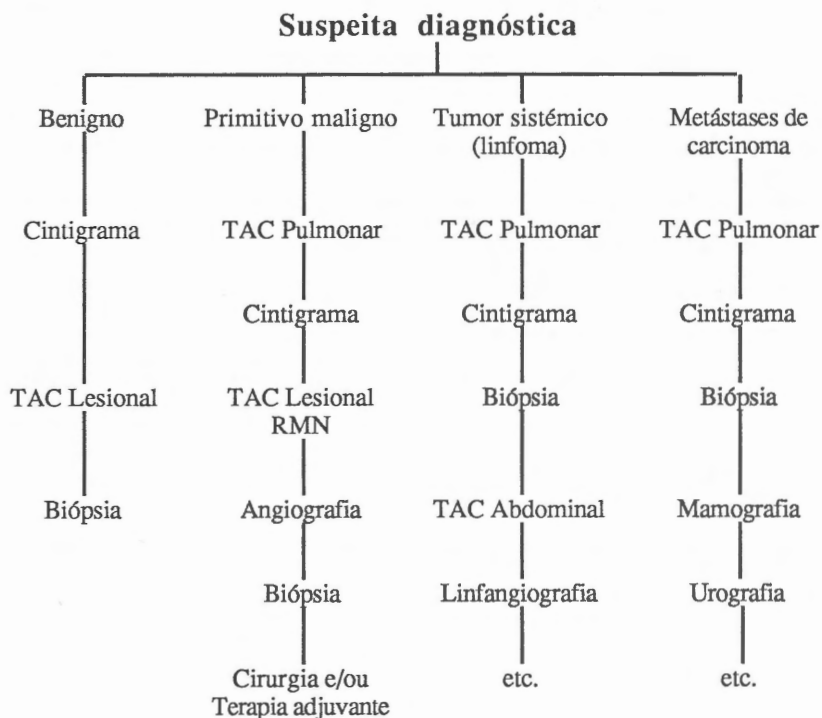 Suspeita diagnóstica
Benigno
Primitivo maligno
Tumor sistémico
(linfoma)
Metástases de
carcinoma
Cintigrama
TAC Pulmonar
TAC Pulmonar
TAC Pulmonar
Cintigrama
Cintigrama
Cintigrama
TAC Lesional
TAC Lesional
RMN
Biópsia
Biópsia
Biópsia
Angiografia
TAC Abdominal
Mamografia
Biópsia
Linfangiografia
Urografia
Cirurgia e/ou
Terapia adjuvante
etc.
etc.